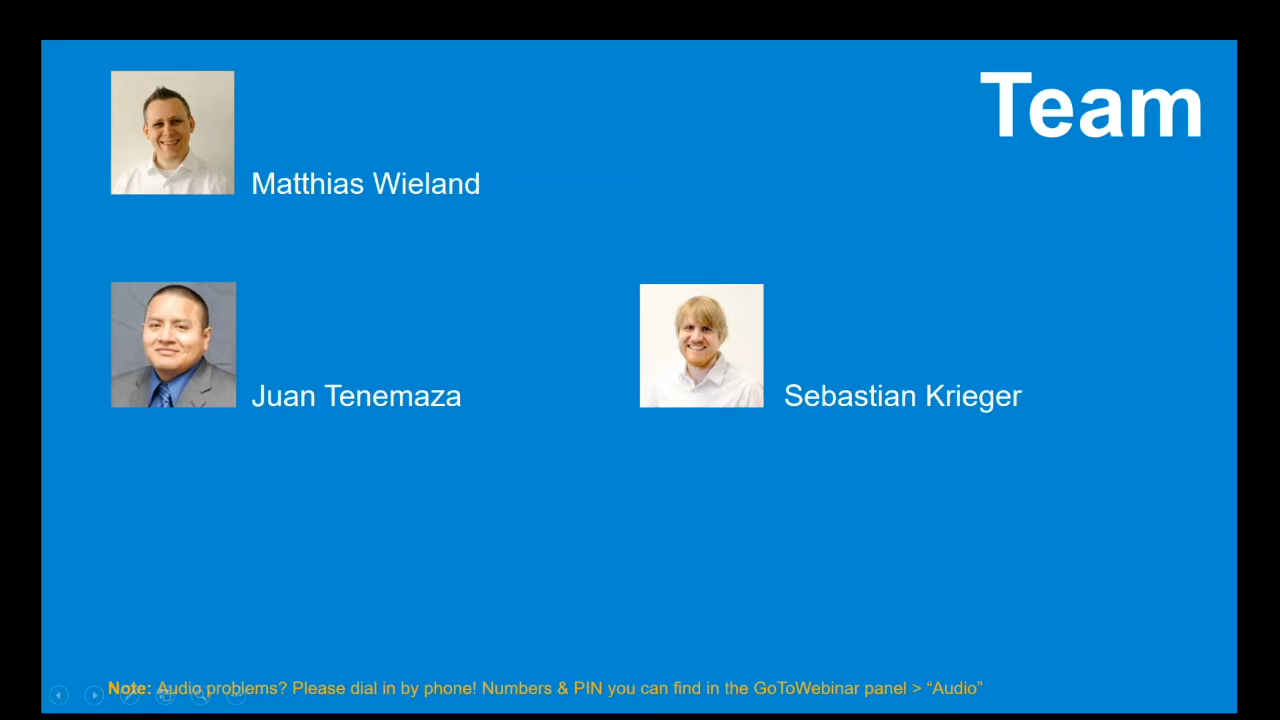 Team
Matthias Wieland
Juan Tenemaza
Sebastian Krieger
Note: Audio problems? Please dial in by phone! Numbers & PIN you can find in the GoToWebinar panel > “Audio”